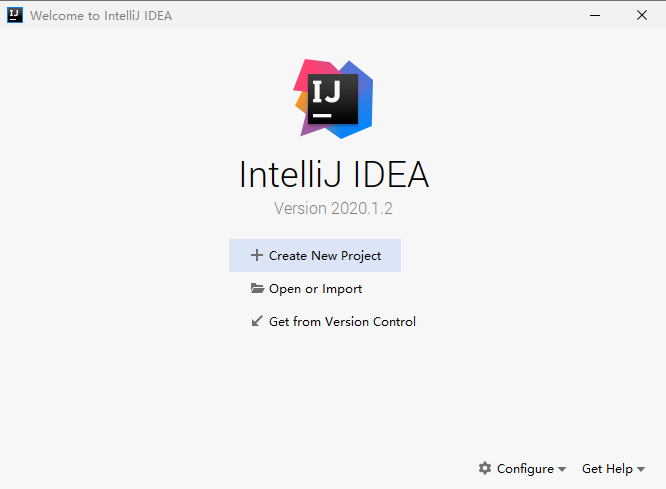 IJ Welcome to IntelliJ IDEA
IJ
IntelliJ IDEA
Version 2020.1.2
Create New Project
Open or Import
Get from Version Control
Configure Get Help